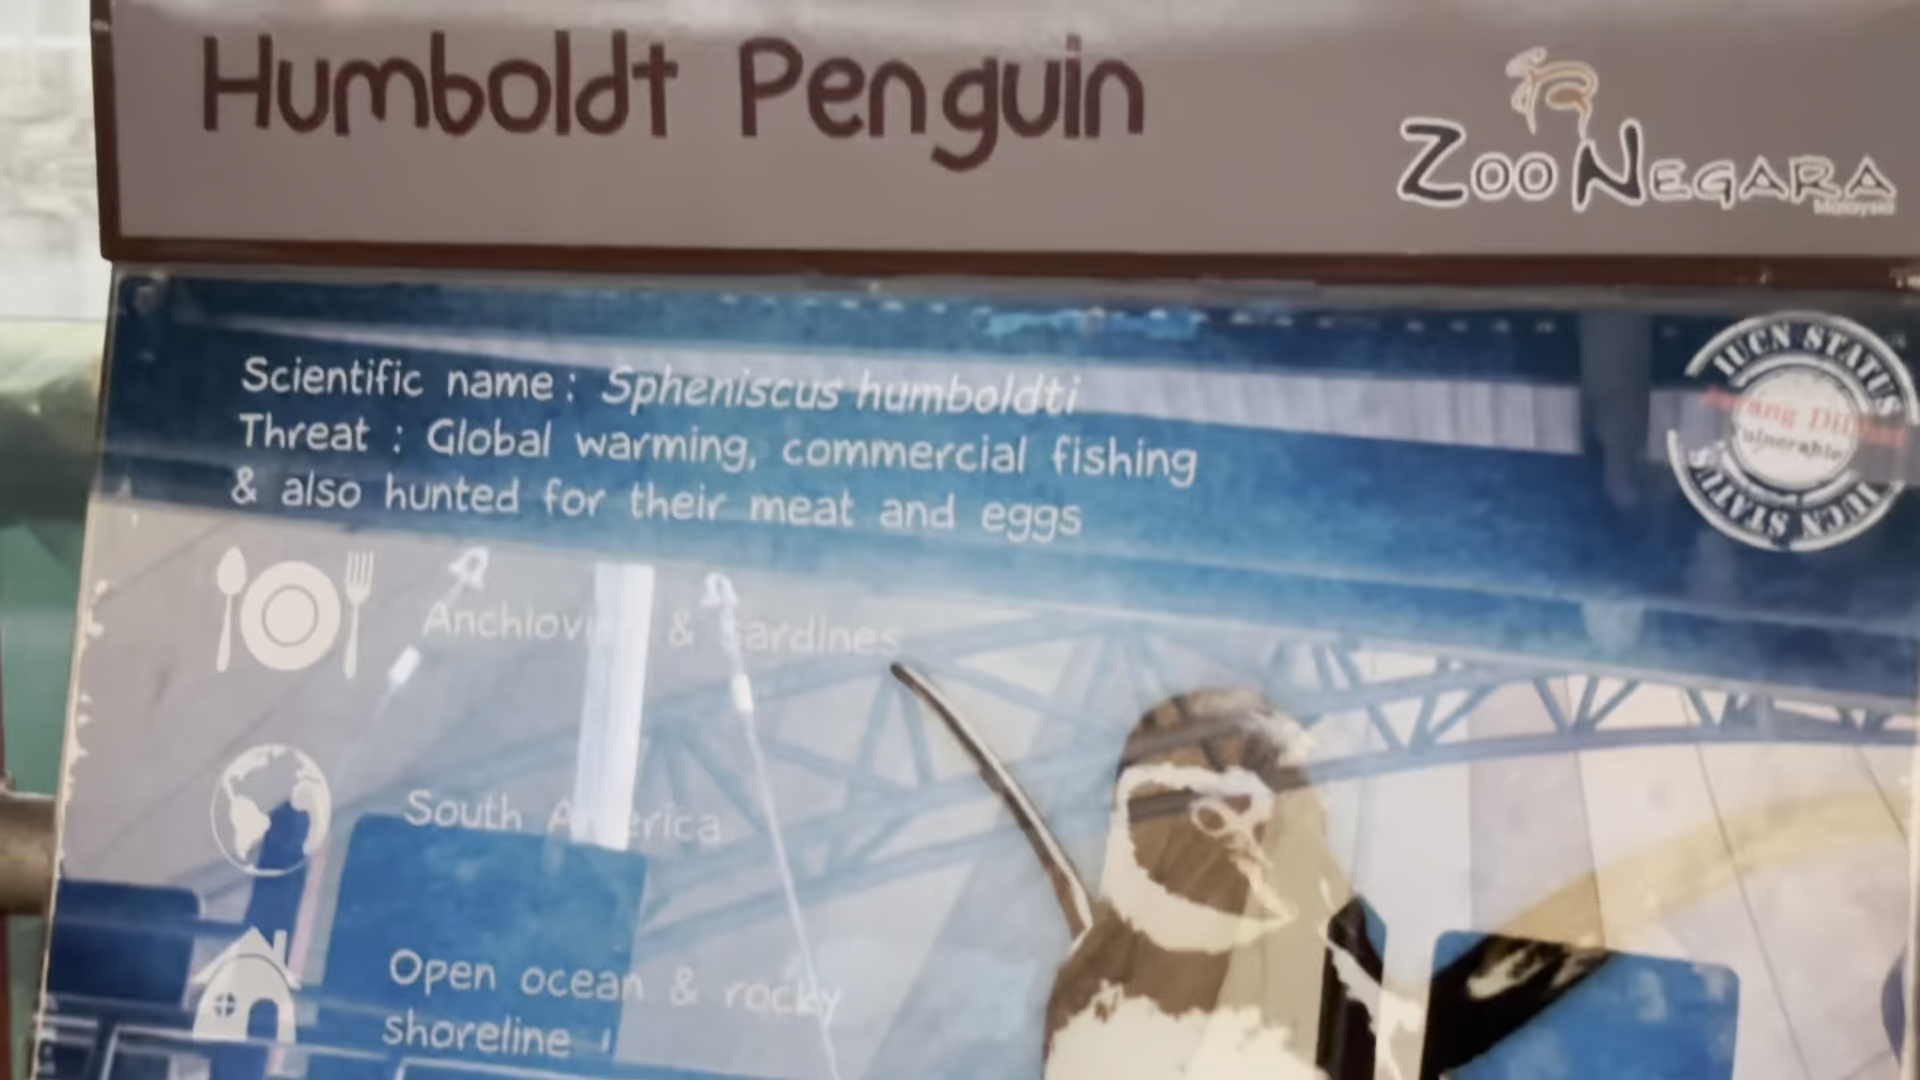 Humboldt Penguin
ZOO NEGARA
Malaysia
Scientific name : Spheniscus humboldti
Threat : Global warming, commercial fishing
& also hunted for their meat and eggs
IUCN STATUS
Vulnerable
IUCN STATUS
& Sardines
South America
Open ocean & rocky
shoreline